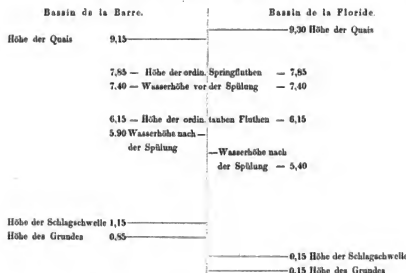 Bassin de la Barre. Bassin de la Floride.
9,30 Höhe der Quais
Höhe der Quais 9,15
7,85 — Höhe der ordin. Springfluthen — 7,85
7,40 — Wasserhöhe vor der Spülung — 7,40
6,15 — Höhe der ordin. tauben Fluthen — 6,15
5.90 Wasserhöhe nach —
der Spülung
— Wasserhöhe nach
der Spülung — 5,40
Höhe der Schlagschwelle 1,15
Höhe des Grundes 0,85
0,15 Höhe der Schlagschwelle
0,15 Höhe des Grundes